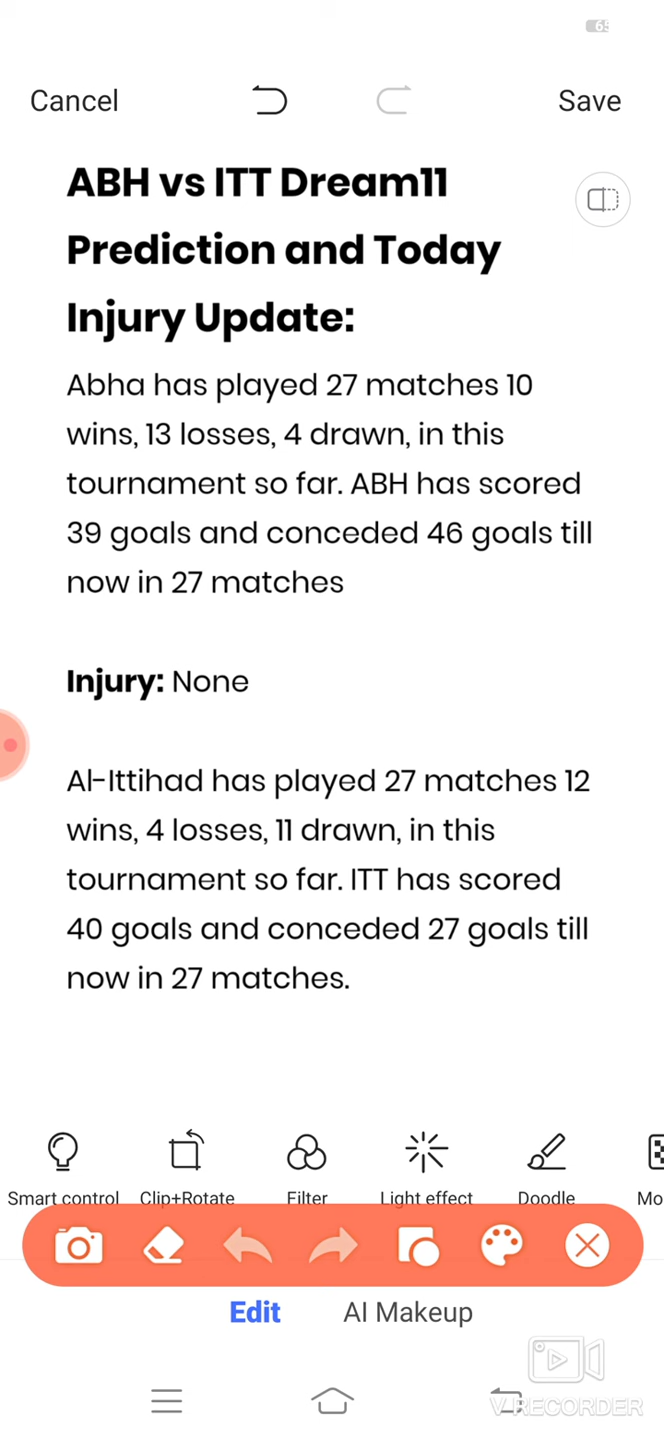 65
Cancel
Save
ABH vs ITT Dream11
Prediction and Today
Injury Update:
Abha has played 27 matches 10
wins, 13 losses, 4 drawn, in this
tournament so far. ABH has scored
39 goals and conceded 46 goals till
now in 27 matches
Injury: None
Al-Ittihad has played 27 matches 12
wins, 4 losses, 11 drawn, in this
tournament so far. ITT has scored
40 goals and conceded 27 goals till
now in 27 matches.
Smart control Clip+Rotate Filter Light effect Doodle Mo
Edit AI Makeup
V RECORDER